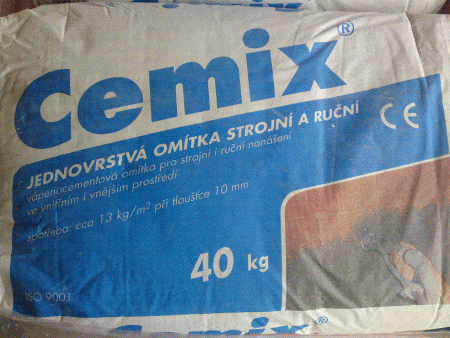 Cemix®
JEDNOVRSTVÁ OMÍTKA STROJNÍ A RUČNÍ
vápenocementová omítka pro strojní i ruční nanášení
ve vnitřním i vnějším prostředí
spotřeba: cca 13 kg/m² při tloušťce 10 mm
CE
40 kg
ISO 9001
Cemix®